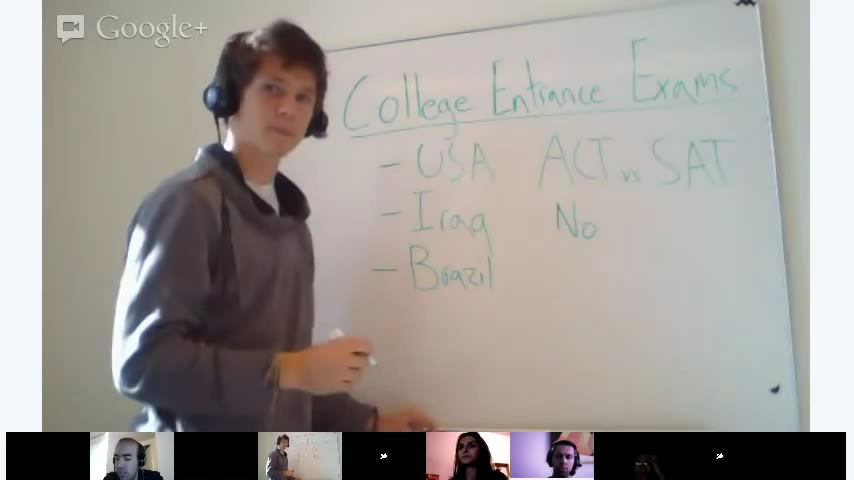 Google+
College Entrance Exams
- USA ACT vs SAT
- Iraq No
- Brazil